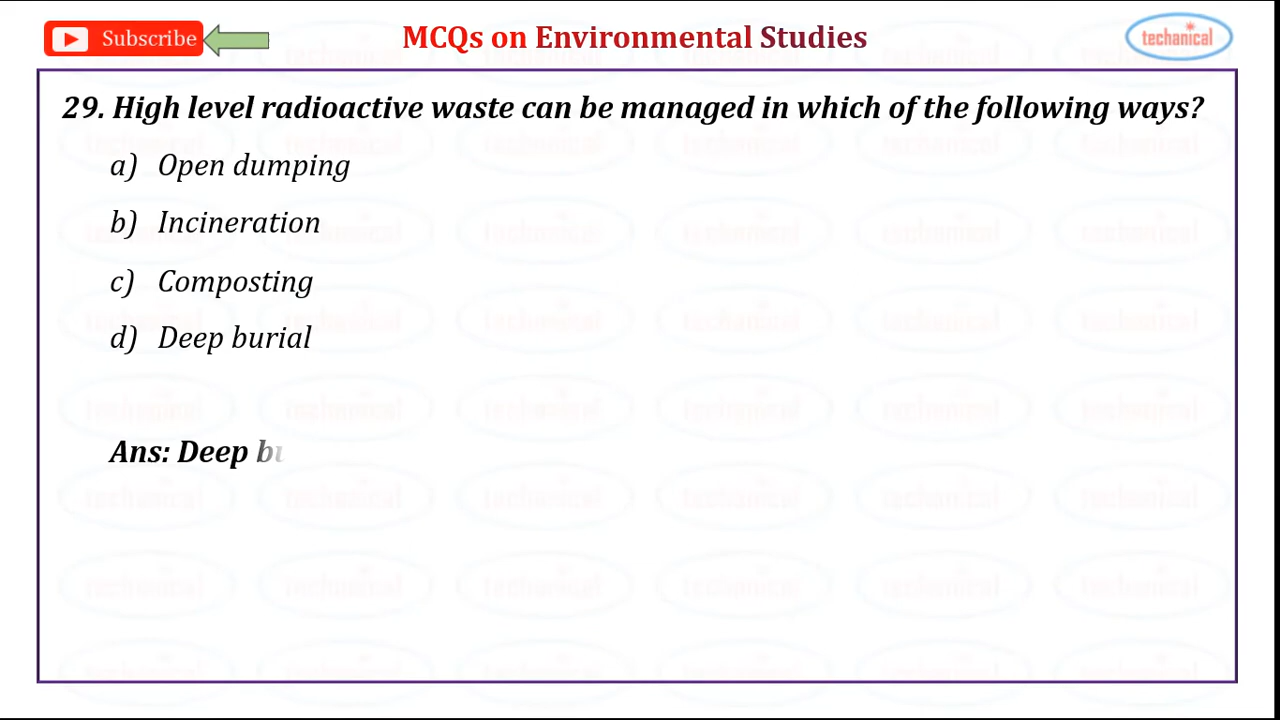 Subscribe
MCQs on Environmental Studies
techanical
29. High level radioactive waste can be managed in which of the following ways?
a) Open dumping
b) Incineration
c) Composting
d) Deep burial
Ans: Deep bu